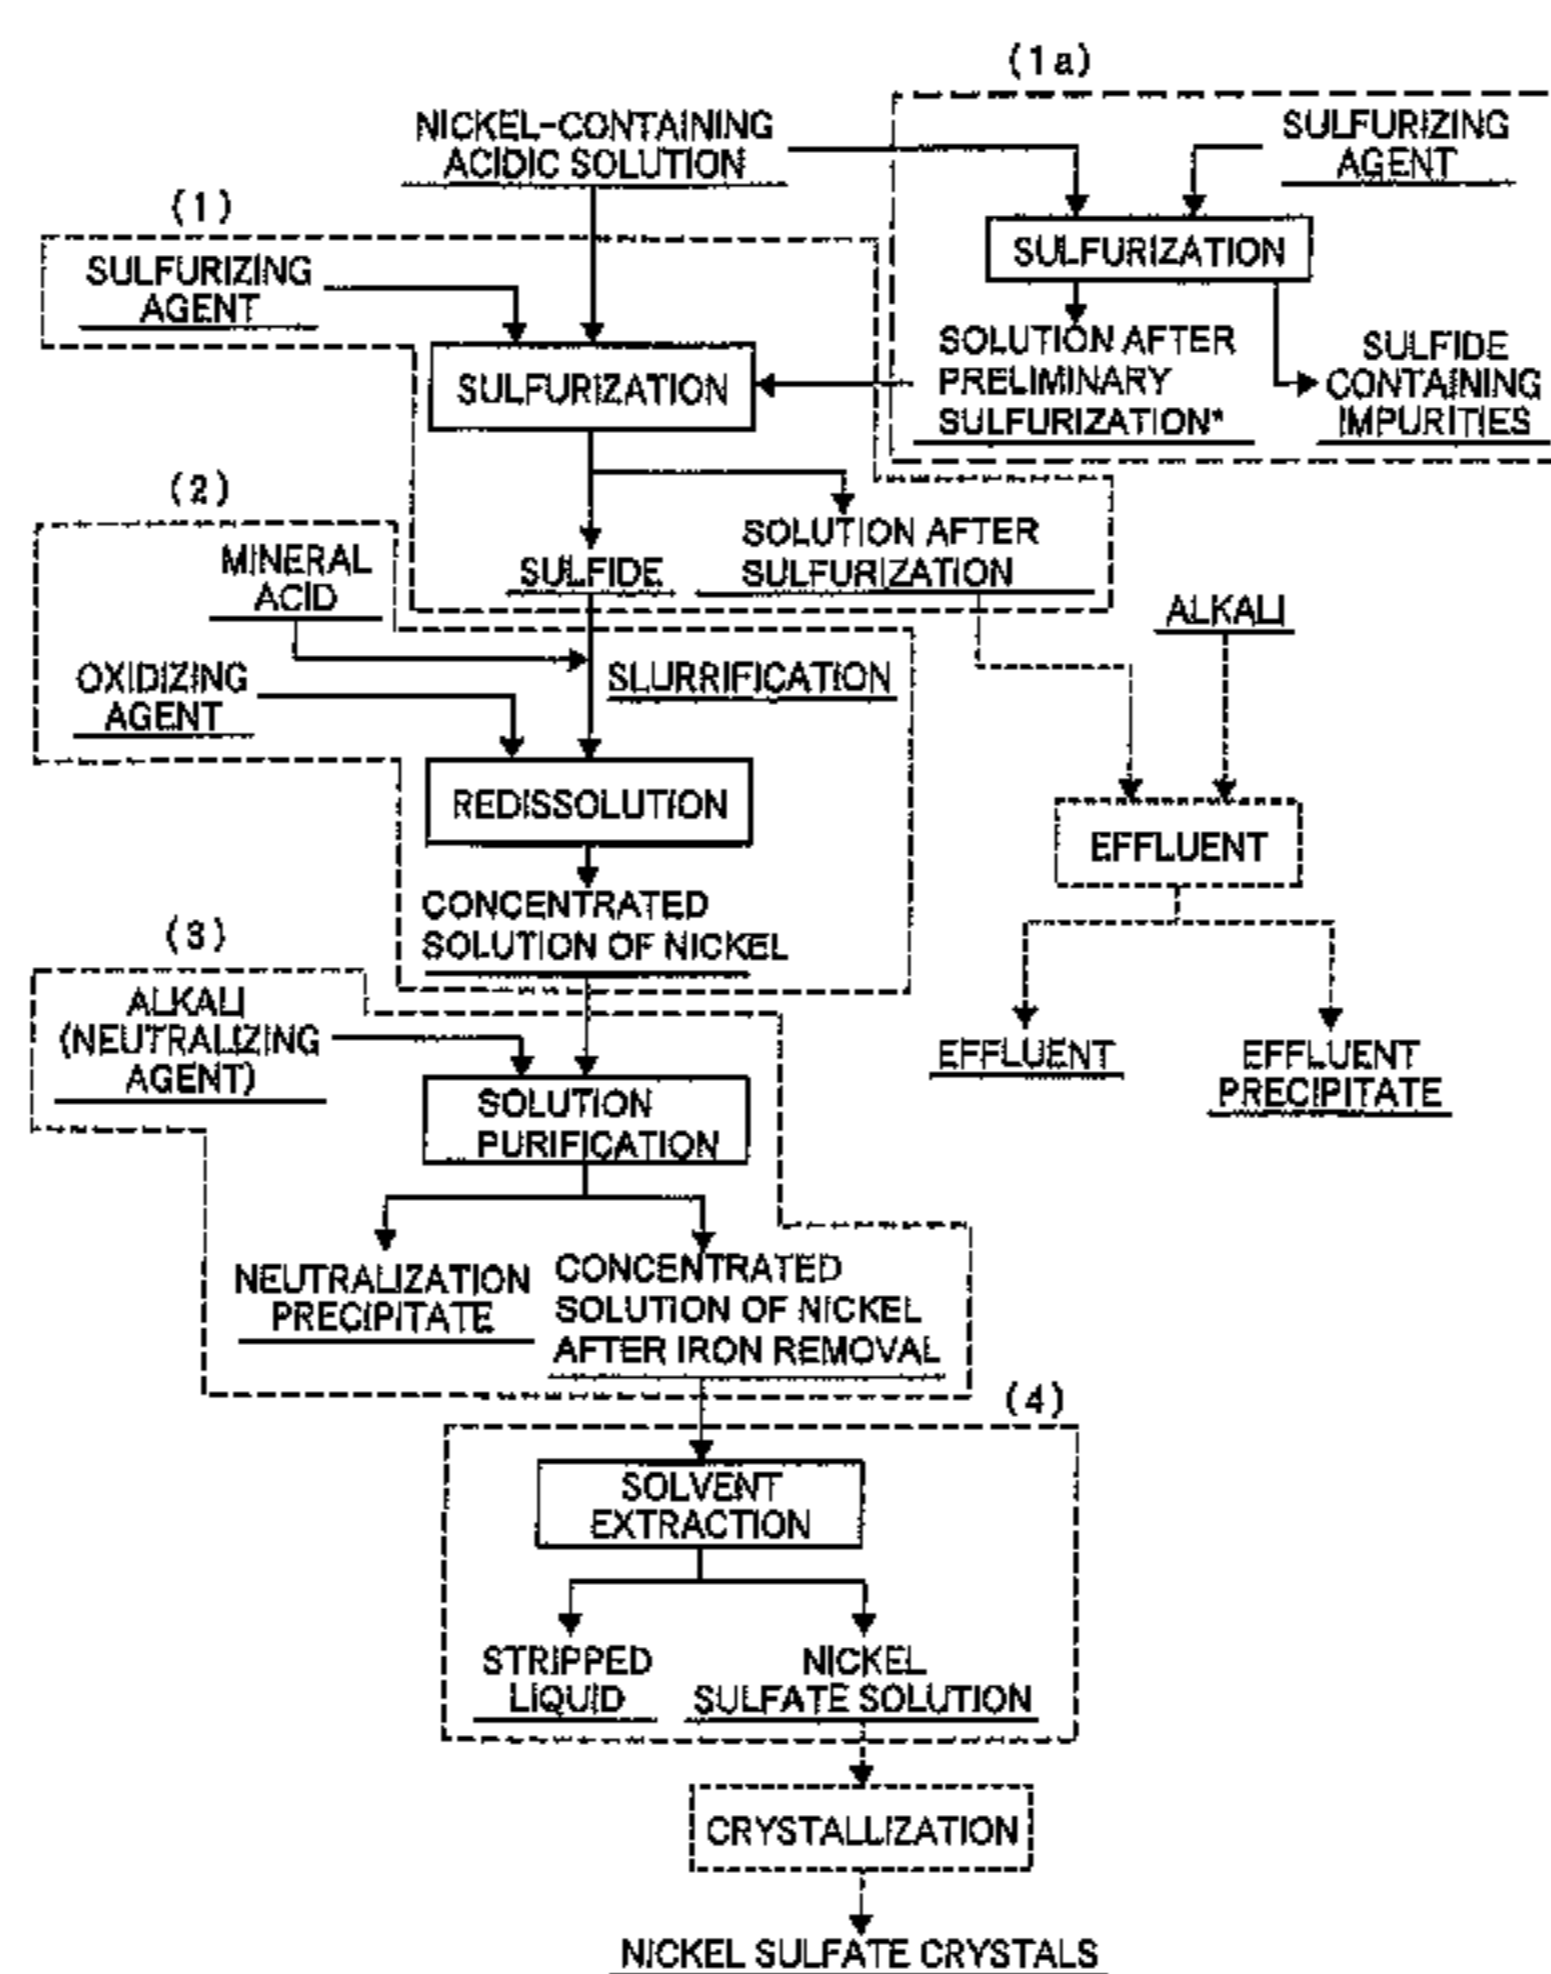 (1a)
NICKEL-CONTAINING
ACIDIC SOLUTION
SULFURIZING
AGENT
(1)
SULFURIZATION
SULFURIZING
AGENT
SOLUTION AFTER
PRELIMINARY
SULFURIZATION*
SULFIDE
CONTAINING
IMPURITIES
SULFURIZATION
(2)
MINERAL
ACID
SULFIDE
SOLUTION AFTER
SULFURIZATION
ALKALI
OXIDIZING
AGENT
SLURRIFICATION
REDISSOLUTION
EFFLUENT
CONCENTRATED
SOLUTION OF NICKEL
(3)
ALKALI
(NEUTRALIZING
AGENT)
EFFLUENT
EFFLUENT
PRECIPITATE
SOLUTION
PURIFICATION
NEUTRALIZATION
PRECIPITATE
CONCENTRATED
SOLUTION OF NICKEL
AFTER IRON REMOVAL
(4)
SOLVENT
EXTRACTION
STRIPPED
LIQUID
NICKEL
SULFATE SOLUTION
CRYSTALLIZATION
NICKEL SULFATE CRYSTALS